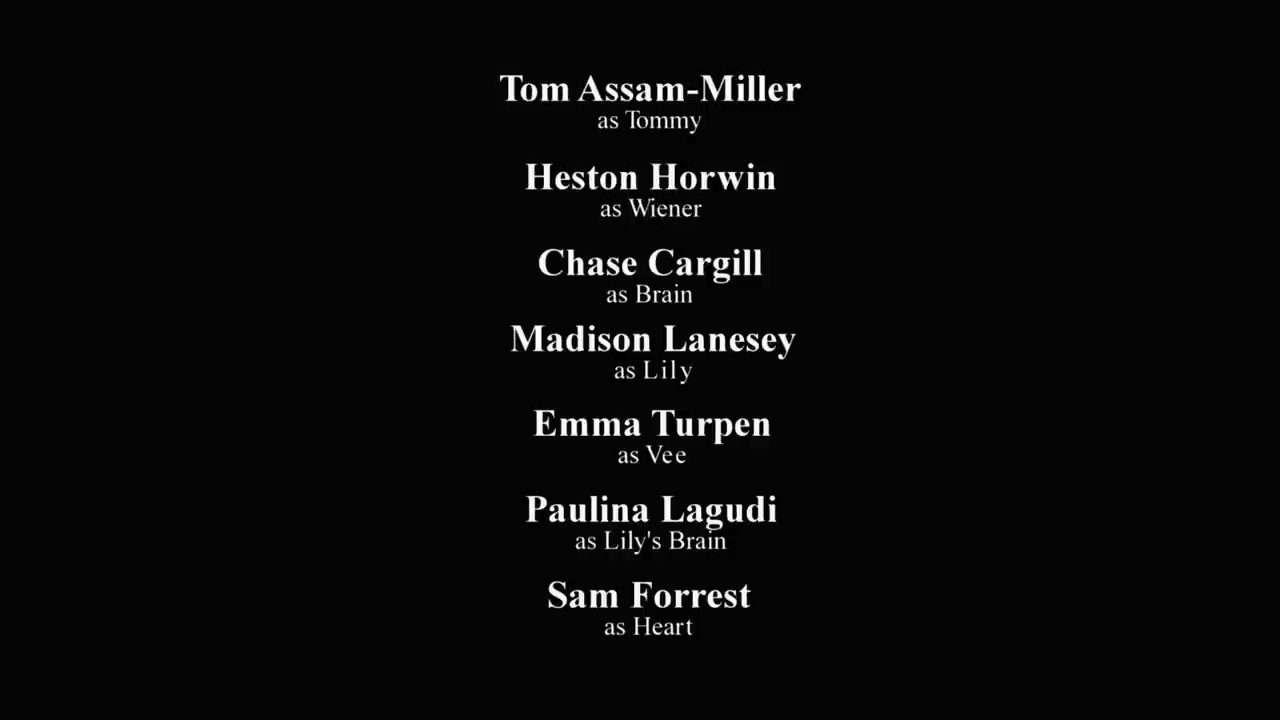 Tom Assam-Miller
as Tommy
Heston Horwin
as Wiener
Chase Cargill
as Brain
Madison Lanesey
as Lily
Emma Turpen
as Vee
Paulina Lagudi
as Lily's Brain
Sam Forrest
as Heart